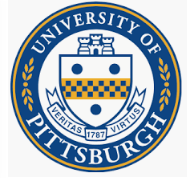 UNIVERSITY OF
PITTSBURGH
VERITAS 1787 VIRTUS